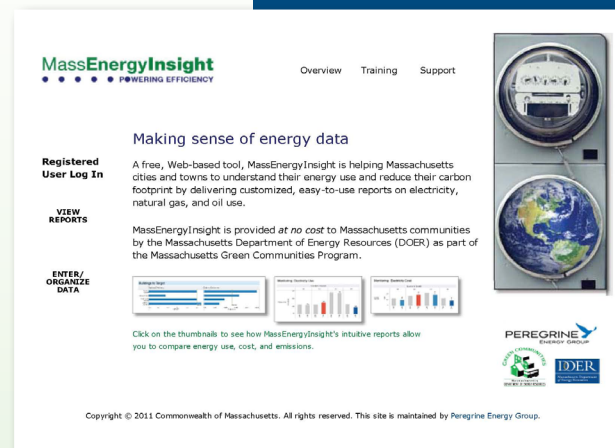 MassEnergyInsight
POWERING EFFICIENCY
Overview Training Support
Making sense of energy data
Registered
User Log In
VIEW
REPORTS
ENTER/
ORGANIZE
DATA
A free, Web-based tool, MassEnergyInsight is helping Massachusetts
cities and towns to understand their energy use and reduce their carbon
footprint by delivering customized, easy-to-use reports on electricity,
natural gas, and oil use.
MassEnergyInsight is provided at no cost to Massachusetts communities
by the Massachusetts Department of Energy Resources (DOER) as part of
the Massachusetts Green Communities Program.
Click on the thumbnails to see how MassEnergyInsight's intuitive reports allow
you to compare energy use, cost, and emissions.
PEREGRINE
ENERGY GROUP
GREEN COMMUNITIES
DOER
Copyright © 2011 Commonwealth of Massachusetts. All rights reserved. This site is maintained by Peregrine Energy Group.